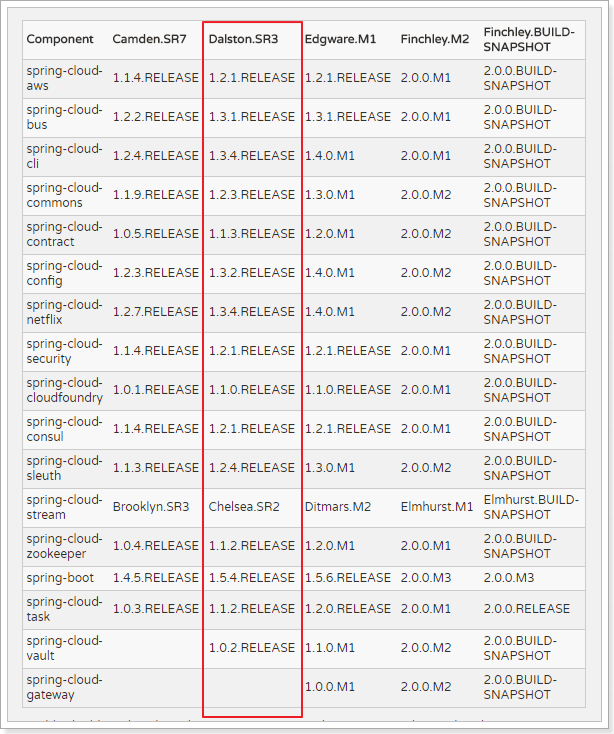 Component Camden.SR7 Dalston.SR3 Edgware.M1 Finchley.M2 Finchley.BUILD-
SNAPSHOT
spring-cloud-
aws 1.1.4.RELEASE 1.2.1.RELEASE 1.2.1.RELEASE 2.0.0.M1 2.0.0.BUILD-
SNAPSHOT
spring-cloud-
bus 1.2.2.RELEASE 1.3.1.RELEASE 1.3.1.RELEASE 2.0.0.M1 2.0.0.BUILD-
SNAPSHOT
spring-cloud-
cli 1.2.4.RELEASE 1.3.4.RELEASE 1.4.0.M1 2.0.0.M1 2.0.0.BUILD-
SNAPSHOT
spring-cloud-
commons 1.1.9.RELEASE 1.2.3.RELEASE 1.3.0.M1 2.0.0.M2 2.0.0.BUILD-
SNAPSHOT
spring-cloud-
contract 1.0.5.RELEASE 1.1.3.RELEASE 1.2.0.M1 2.0.0.M2 2.0.0.BUILD-
SNAPSHOT
spring-cloud-
config 1.2.3.RELEASE 1.3.2.RELEASE 1.4.0.M1 2.0.0.M2 2.0.0.BUILD-
SNAPSHOT
spring-cloud-
netflix 1.2.7.RELEASE 1.3.4.RELEASE 1.4.0.M1 2.0.0.M2 2.0.0.BUILD-
SNAPSHOT
spring-cloud-
security 1.1.4.RELEASE 1.2.1.RELEASE 1.2.1.RELEASE 2.0.0.M1 2.0.0.BUILD-
SNAPSHOT
spring-cloud-
cloudfoundry 1.0.1.RELEASE 1.1.0.RELEASE 1.1.0.RELEASE 2.0.0.M1 2.0.0.BUILD-
SNAPSHOT
spring-cloud-
consul 1.1.4.RELEASE 1.2.1.RELEASE 1.2.1.RELEASE 2.0.0.M1 2.0.0.BUILD-
SNAPSHOT
spring-cloud-
sleuth 1.1.3.RELEASE 1.2.4.RELEASE 1.3.0.M1 2.0.0.M2 2.0.0.BUILD-
SNAPSHOT
spring-cloud-
stream Brooklyn.SR3 Chelsea.SR2 Ditmars.M2 Elmhurst.M1 Elmhurst.BUILD-
SNAPSHOT
spring-cloud-
zookeeper 1.0.4.RELEASE 1.1.2.RELEASE 1.2.0.M1 2.0.0.M1 2.0.0.BUILD-
SNAPSHOT
spring-boot 1.4.5.RELEASE 1.5.4.RELEASE 1.5.6.RELEASE 2.0.0.M3 2.0.0.M3
spring-cloud-
task 1.0.3.RELEASE 1.1.2.RELEASE 1.2.0.RELEASE 2.0.0.M1 2.0.0.RELEASE
spring-cloud-
vault 1.0.2.RELEASE 1.1.0.M1 2.0.0.M2 2.0.0.BUILD-
SNAPSHOT
spring-cloud-
gateway 1.0.0.M1 2.0.0.M2 2.0.0.BUILD-
SNAPSHOT